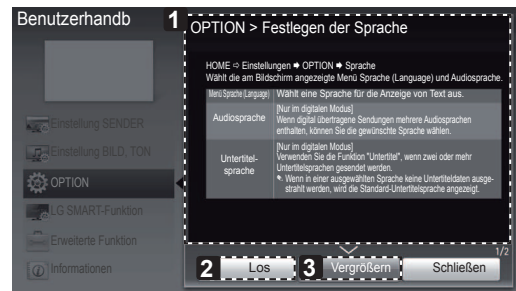 Benutzerhandb
Einstellung SENDER
Einstellung BILD, TON
OPTION
LG SMART-Funktion
Erweiterte Funktion
Informationen
1
OPTION > Festlegen der Sprache
HOME ⇨ Einstellungen ➡ OPTION ➡ Sprache
Wählt die am Bildschirm angezeigte Menü Sprache (Language) und Audiosprache.
Menü Sprache (Language) Wählt eine Sprache für die Anzeige von Text aus.
Audiosprache
[Nur im digitalen Modus]
Wenn digital übertragene Sendungen mehrere Audiosprachen
enthalten, können Sie die gewünschte Sprache wählen.
Untertitel-
sprache
[Nur im digitalen Modus]
Verwenden Sie die Funktion "Untertitel", wenn zwei oder mehr
Untertitelsprachen gesendet werden.
Wenn in einer ausgewählten Sprache keine Untertiteldaten ausge-
strahlt werden, wird die Standard-Untertitelsprache angezeigt.
1/2
2 Los
3 Vergrößern
Schließen